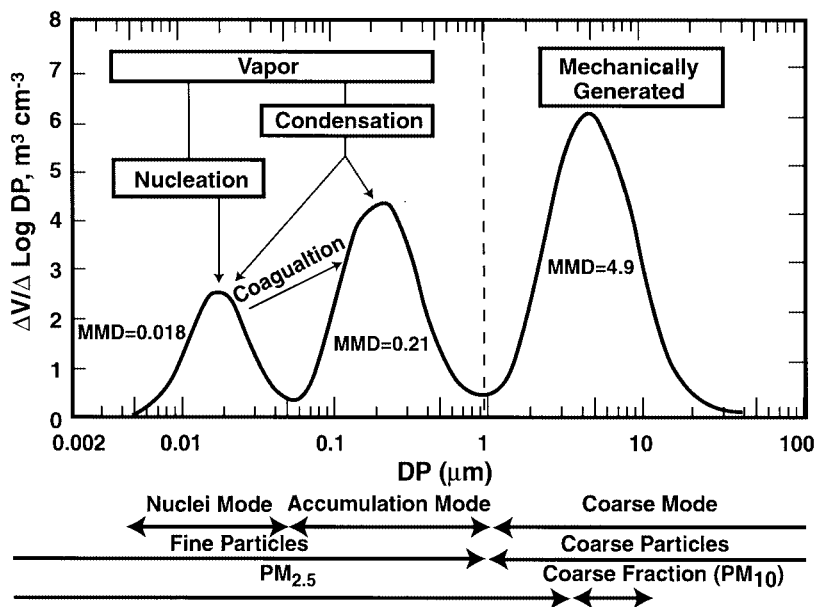 8
7
6
5
4
3
2
1
0
ΔV/Δ Log DP, m³ cm⁻³
Vapor
Condensation
Nucleation
Coagualtion
Mechanically
Generated
MMD=0.018
MMD=0.21
MMD=4.9
0.002 0.01 0.1 1 10 100
DP (μm)
Nuclei Mode Accumulation Mode Coarse Mode
Fine Particles Coarse Particles
PM₂.₅ Coarse Fraction (PM₁₀)